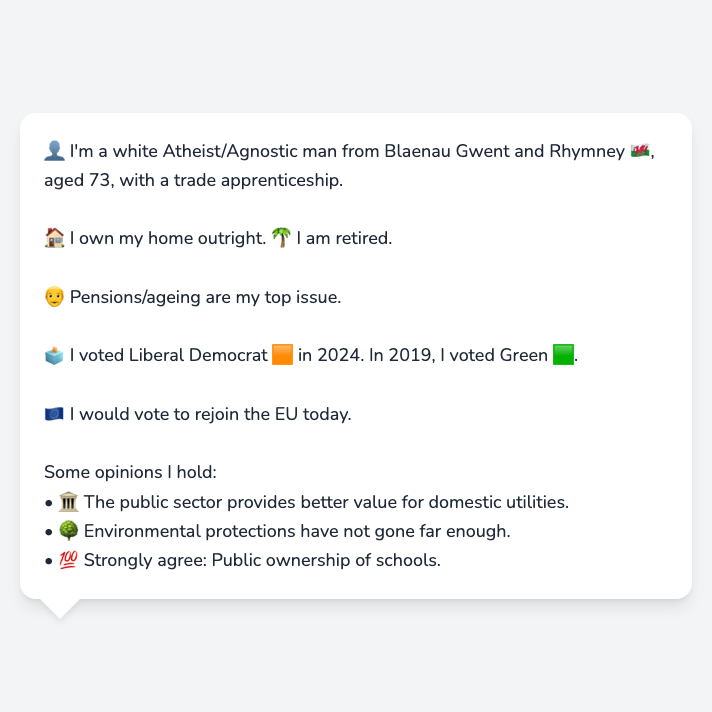 👤 I'm a white Atheist/Agnostic man from Blaenau Gwent and Rhymney 🏴󠁧󠁢󠁷󠁬󠁳󠁿,
aged 73, with a trade apprenticeship.
🏠 I own my home outright. 🌴 I am retired.
👴 Pensions/ageing are my top issue.
🗳️ I voted Liberal Democrat 🟧 in 2024. In 2019, I voted Green 🟩.
🇪🇺 I would vote to rejoin the EU today.
Some opinions I hold:
• 🏛️ The public sector provides better value for domestic utilities.
• 🌳 Environmental protections have not gone far enough.
• 💯 Strongly agree: Public ownership of schools.